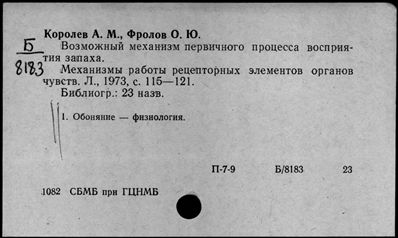 Королев А. М., Фролов О. Ю.
Б
8183
Возможный механизм первичного процесса восприя-
тия запаха.
Механизмы работы рецепторных элементов органов
чувств. Л., 1973, с. 115—121.
Библиогр.: 23 назв.
1. Обоняние — физиология.
П-7-9 Б/8183 23
1082 СБМБ при ГЦНМБ